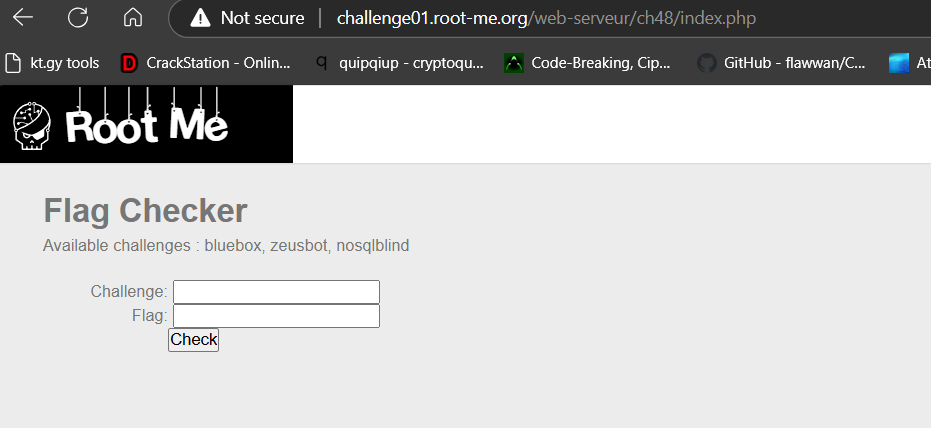 Not secure challenge01.root-me.org/web-serveur/ch48/index.php
kt.gy tools CrackStation - Onlin... quipqiup - cryptoqu... Code-Breaking, Cip... GitHub - flawwan/C... At
Root Me
Flag Checker
Available challenges : bluebox, zeusbot, nosqlblind
Challenge:
Flag:
Check